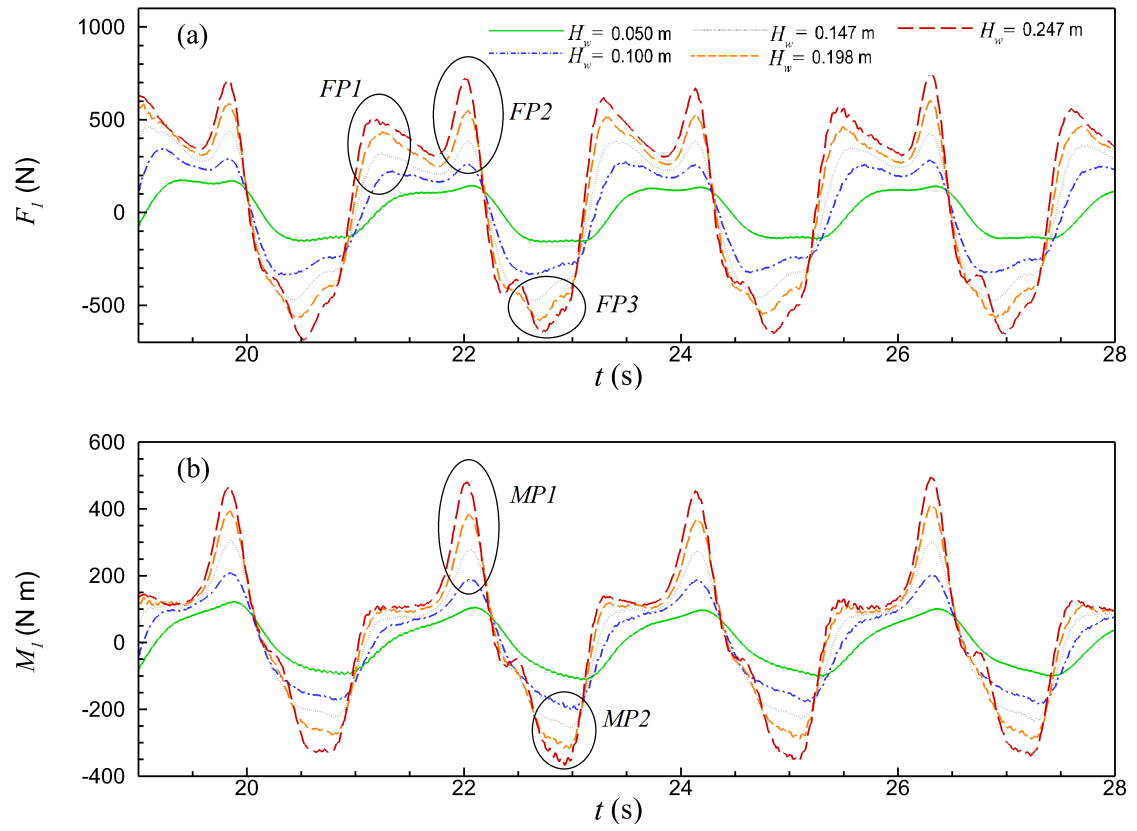 1000
(a)
H_w = 0.050 m
H_w = 0.147 m
H_w = 0.247 m
H_w = 0.100 m
H_w = 0.198 m
FP1
FP2
500
F_1 (N)
0
-500
FP3
20 22 24 26 28
t (s)
600
(b)
MP1
400
200
M_1 (N m)
0
-200
MP2
-400
20 22 24 26 28
t (s)